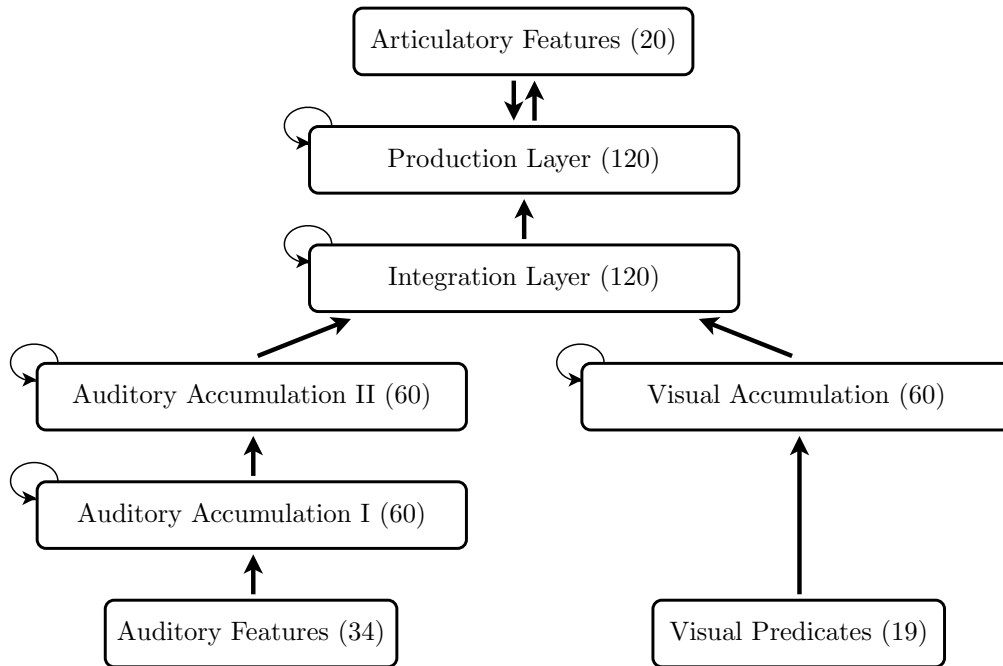 Articulatory Features (20)
Production Layer (120)
Integration Layer (120)
Auditory Accumulation II (60)
Visual Accumulation (60)
Auditory Accumulation I (60)
Auditory Features (34)
Visual Predicates (19)